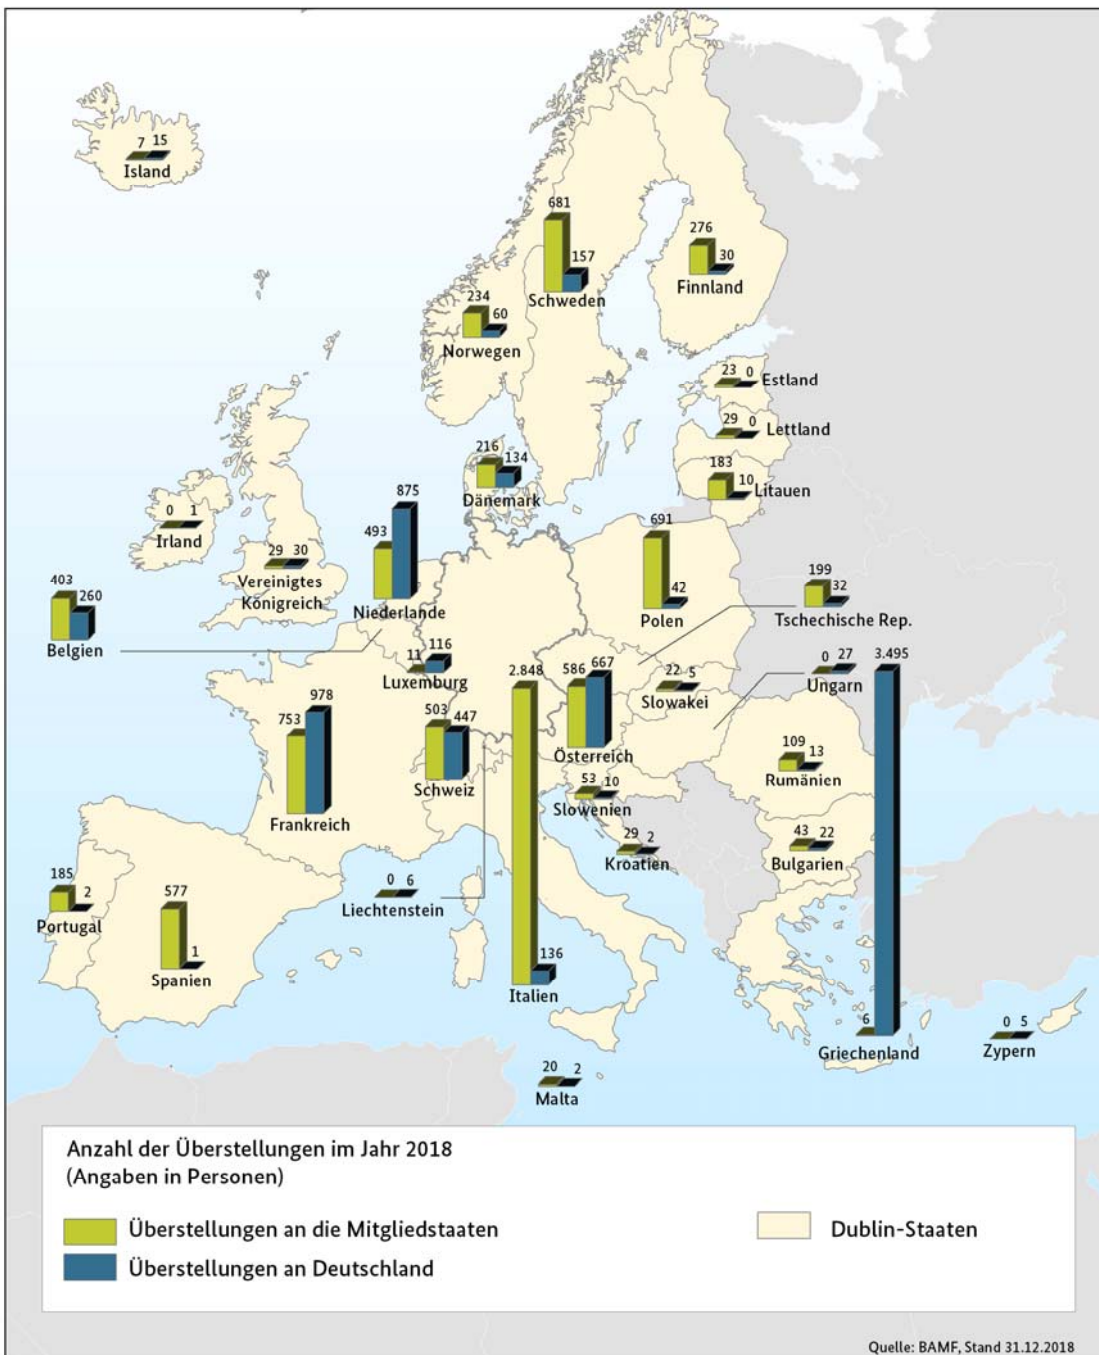 7 15
Island
681
157
Schweden
276
30
Finnland
234
60
Norwegen
23 0
Estland
29 0
Lettland
183
10
Litauen
216
134
Dänemark
0 1
Irland
29 30
Vereinigtes
Königreich
493
875
Niederlande
403
260
Belgien
691
42
Polen
199
32
Tschechische Rep.
11
116
Luxemburg
586
667
Österreich
22 5
Slowakei
0 27
Ungarn
753
978
Frankreich
503
447
Schweiz
2.848
136
Italien
109
13
Rumänien
53
10
Slowenien
29 2
Kroatien
43 22
Bulgarien
185
2
Portugal
577
1
Spanien
0 6
Liechtenstein
6
3.495
Griechenland
0 5
Zypern
20 2
Malta
Anzahl der Überstellungen im Jahr 2018
(Angaben in Personen)
Überstellungen an die Mitgliedstaaten
Überstellungen an Deutschland
Dublin-Staaten
Quelle: BAMF, Stand 31.12.2018